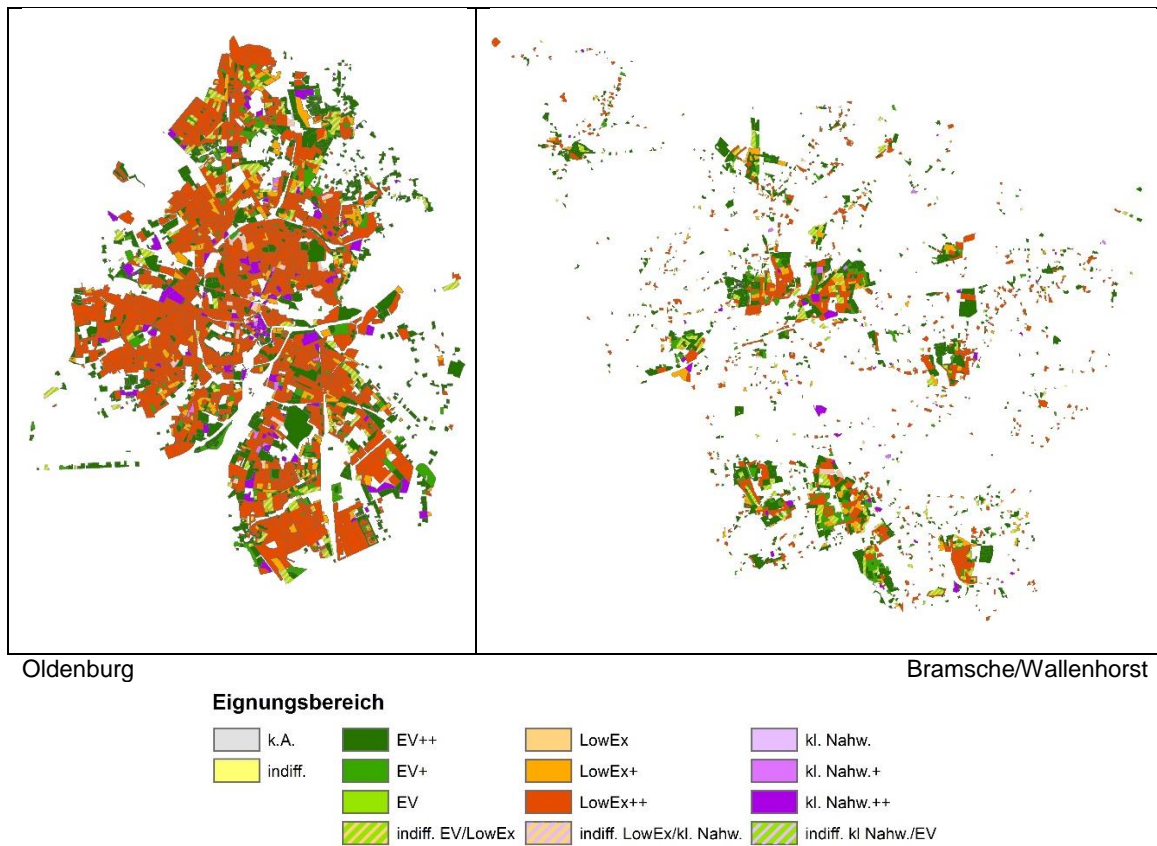 Oldenburg Bramsche/Wallenhorst
Eignungsbereich
k.A. EV++ LowEx kl. Nahw.
indiff. EV+ LowEx+ kl. Nahw.+
EV LowEx++ kl. Nahw.++
indiff. EV/LowEx indiff. LowEx/kl. Nahw. indiff. kl Nahw./EV